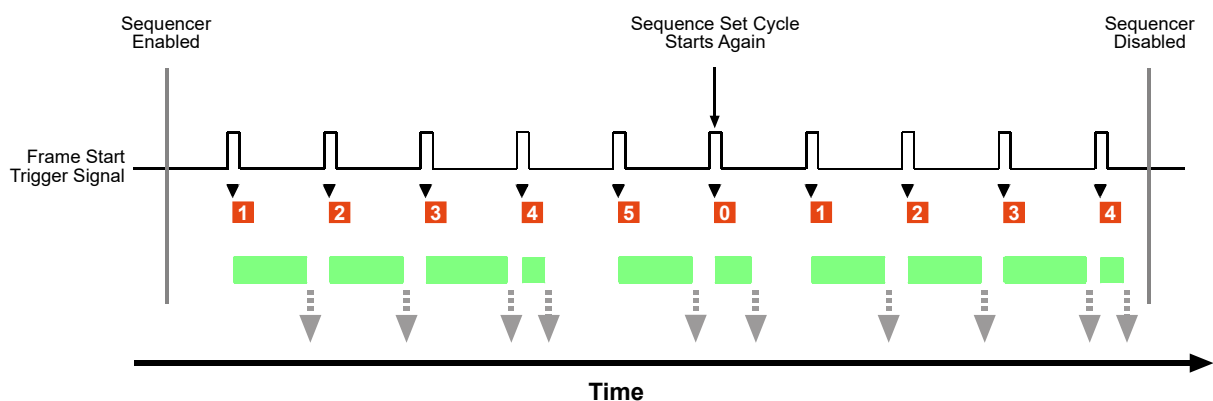 Sequencer
Enabled
Sequence Set Cycle
Starts Again
Sequencer
Disabled
Frame Start
Trigger Signal
1 2 3 4 5 0 1 2 3 4
Time